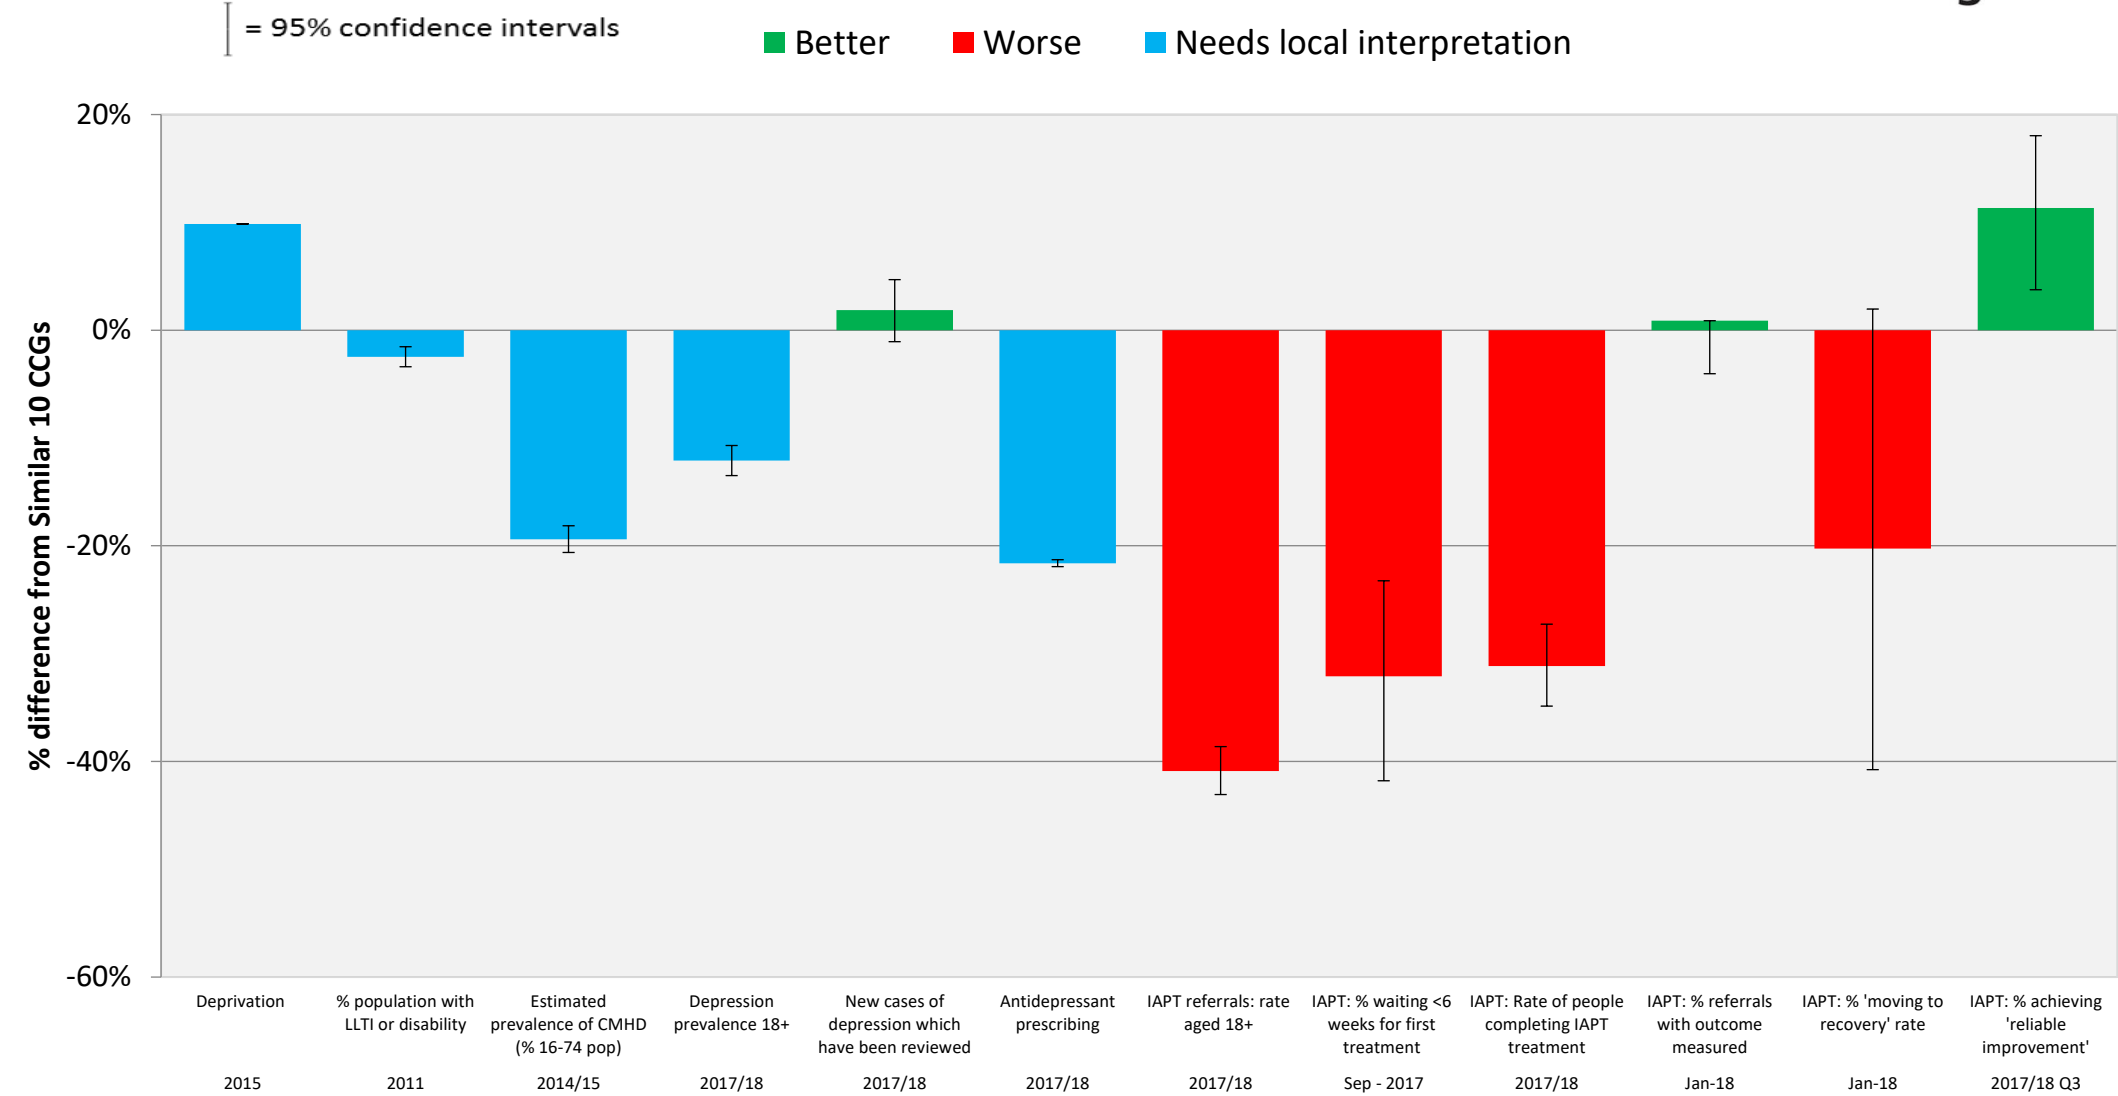 = 95% confidence intervals
Better
Worse
Needs local interpretation
% difference from Similar 10 CCGs
20%
0%
-20%
-40%
-60%
Deprivation
2015
% population with
LLTI or disability
2011
Estimated
prevalence of CMHD
(% 16-74 pop)
2014/15
Depression
prevalence 18+
2017/18
New cases of
depression which
have been reviewed
2017/18
Antidepressant
prescribing
2017/18
IAPT referrals: rate
aged 18+
2017/18
IAPT: % waiting <6
weeks for first
treatment
Sep - 2017
IAPT: Rate of people
completing IAPT
treatment
2017/18
IAPT: % referrals
with outcome
measured
Jan-18
IAPT: % 'moving to
recovery' rate
Jan-18
IAPT: % achieving
'reliable
improvement'
2017/18 Q3